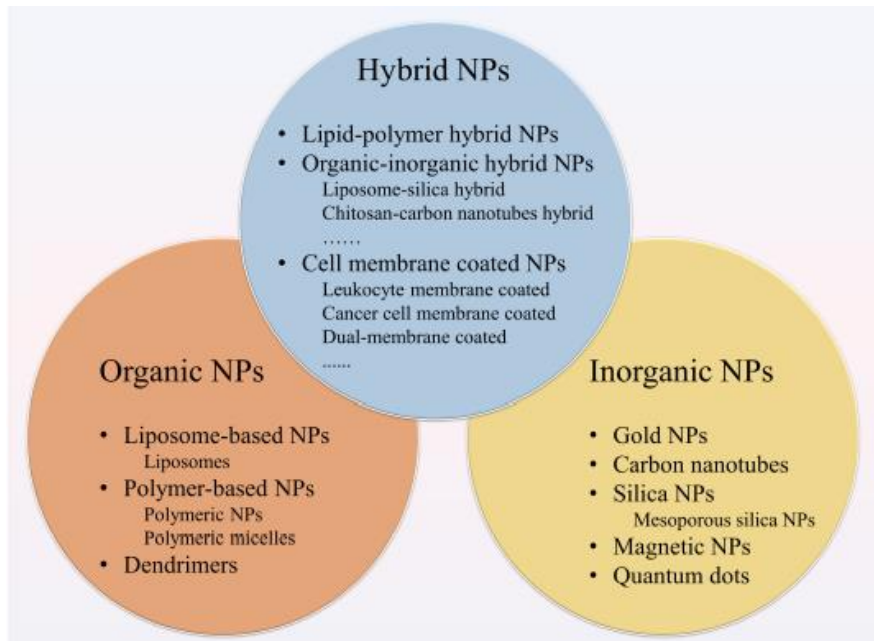 Hybrid NPs
• Lipid-polymer hybrid NPs
• Organic-inorganic hybrid NPs
Liposome-silica hybrid
Chitosan-carbon nanotubes hybrid
……
• Cell membrane coated NPs
Leukocyte membrane coated
Cancer cell membrane coated
Dual-membrane coated
......
Organic NPs
• Liposome-based NPs
Liposomes
• Polymer-based NPs
Polymeric NPs
Polymeric micelles
• Dendrimers
Inorganic NPs
• Gold NPs
• Carbon nanotubes
• Silica NPs
Mesoporous silica NPs
• Magnetic NPs
• Quantum dots